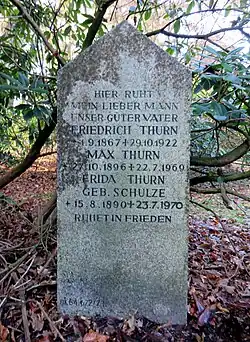 HIER RUHT
MEIN LIEBER MANN
UNSER GUTER VATER
FRIEDRICH THURN
1.9.1867 + 29.10.1922
MAX THURN
27.10.1896 + 22.7.1969
FRIDA THURN
GEB. SCHULZE
* 15.8.1890 + 23.7.1970
RUHET IN FRIEDEN